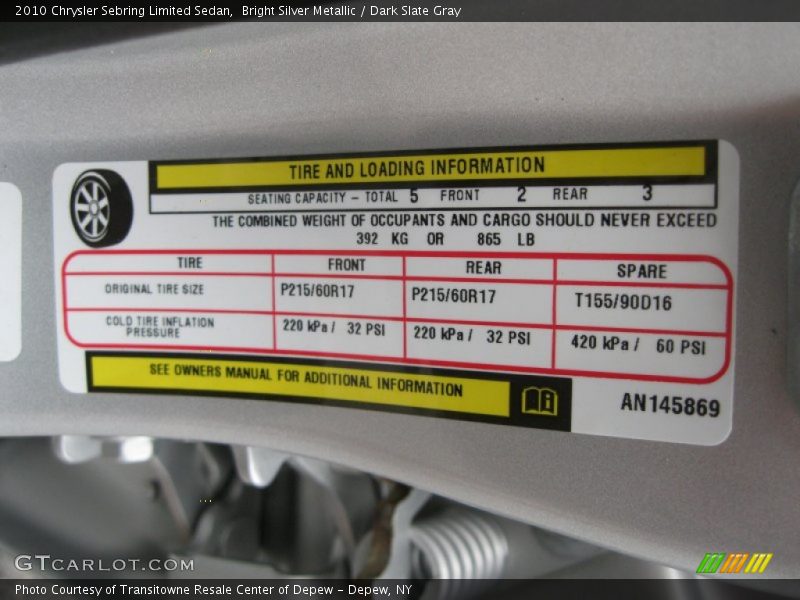 2010 Chrysler Sebring Limited Sedan,  Bright Silver Metallic / Dark Slate Gray
TIRE AND LOADING INFORMATION
SEATING CAPACITY – TOTAL 5 FRONT 2 REAR 3
THE COMBINED WEIGHT OF OCCUPANTS AND CARGO SHOULD NEVER EXCEED
392 KG OR 865 LB
TIRE FRONT REAR SPARE
ORIGINAL TIRE SIZE P215/60R17 P215/60R17 T155/90D16
COLD TIRE INFLATION
PRESSURE 220 kPa / 32 PSI 220 kPa / 32 PSI 420 kPa / 60 PSI
SEE OWNERS MANUAL FOR ADDITIONAL INFORMATION
AN145869
GTCARLOT.COM
Photo Courtesy of Transitowne Resale Center of Depew – Depew, NY